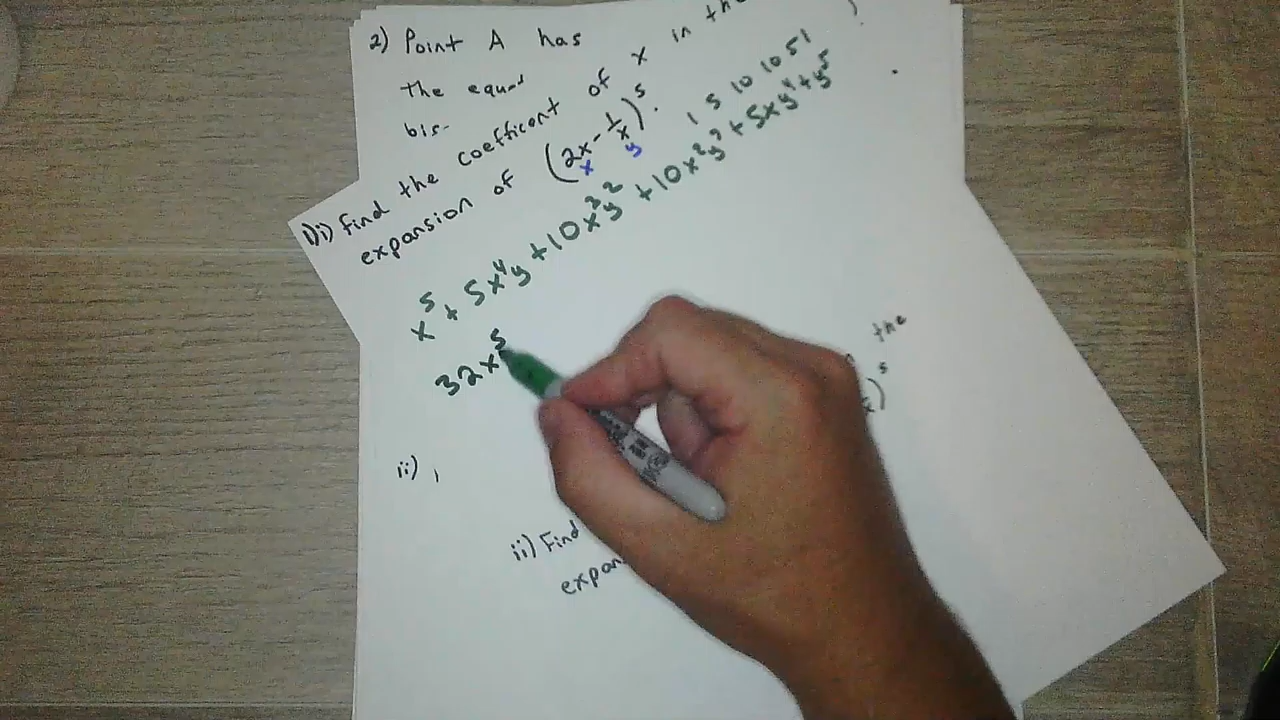 2) Point A has
the equa
bis-
1)i) Find the coefficent of x in the
expansion of (2x - 1/x)^5.
x y
1 5 10 10 5 1
x^5 + 5x^4y + 10x^3y^2 + 10x^2y^3 + 5xy^4 + y^5
32x^5
the
)^5
ii)
ii) Find
expan